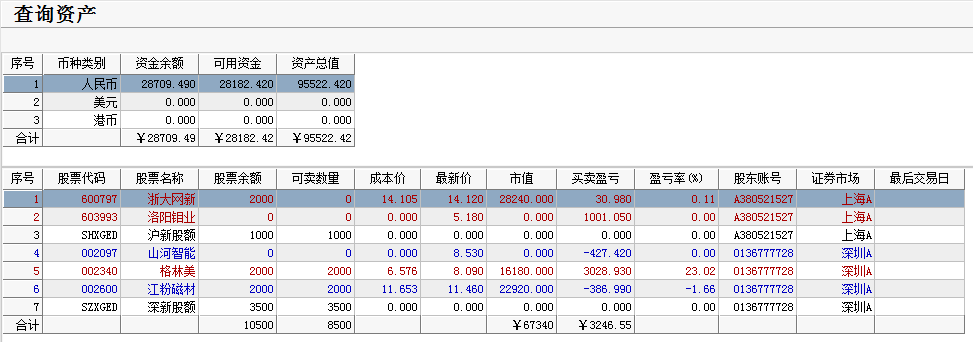 查询资产
序号 币种类别 资金余额 可用资金 资产总值
1 人民币 28709.490 28182.420 95522.420
2 美元 0.000 0.000 0.000
3 港币 0.000 0.000 0.000
合计 ￥28709.49 ￥28182.42 ￥95522.42
序号 股票代码 股票名称 股票余额 可卖数量 成本价 最新价 市值 买卖盈亏 盈亏率(%) 股东账号 证券市场 最后交易日
1 600797 浙大网新 2000 0 14.105 14.120 28240.000 30.980 0.11 A380521527 上海A
2 603993 洛阳钼业 0 0 0.000 5.180 0.000 1001.050 0.00 A380521527 上海A
3 SHXGED 沪新股额 1000 1000 0.000 0.000 0.000 0.000 0.00 A380521527 上海A
4 002097 山河智能 0 0 0.000 8.530 0.000 -427.420 0.00 0136777728 深圳A
5 002340 格林美 2000 2000 6.576 8.090 16180.000 3028.930 23.02 0136777728 深圳A
6 002600 江粉磁材 2000 2000 11.653 11.460 22920.000 -386.990 -1.66 0136777728 深圳A
7 SZXGED 深新股额 3500 3500 0.000 0.000 0.000 0.000 0.00 0136777728 深圳A
合计 10500 8500 ￥67340 ￥3246.55